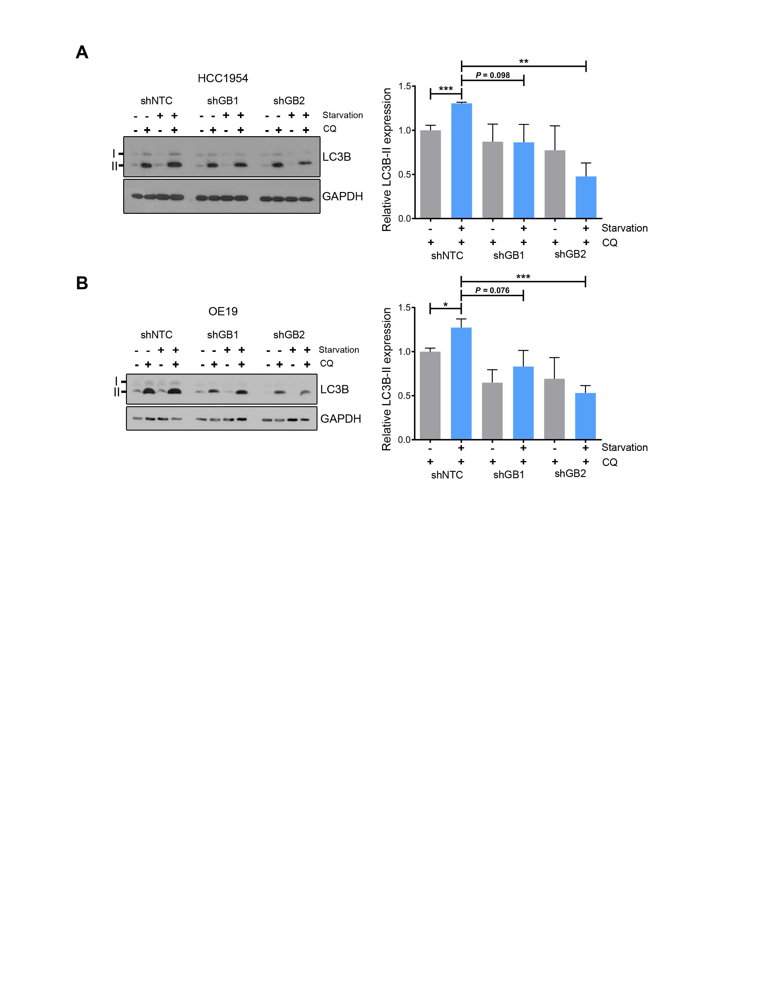 A
HCC1954
shNTC shGB1 shGB2
- - + + - - + + - - + + Starvation
- + - + - + - + - + - + CQ
I
II
LC3B
GAPDH
**
P = 0.098
***
Relative LC3B-II expression
1.5
1.0
0.5
0.0
- + - + - + Starvation
+ + + + + + CQ
shNTC shGB1 shGB2
B
OE19
shNTC shGB1 shGB2
- - + + - - + + - - + + Starvation
- + - + - + - + - + - + CQ
I
II
LC3B
GAPDH
***
P = 0.076
*
Relative LC3B-II expression
1.5
1.0
0.5
0.0
- + - + - + Starvation
+ + + + + + CQ
shNTC shGB1 shGB2